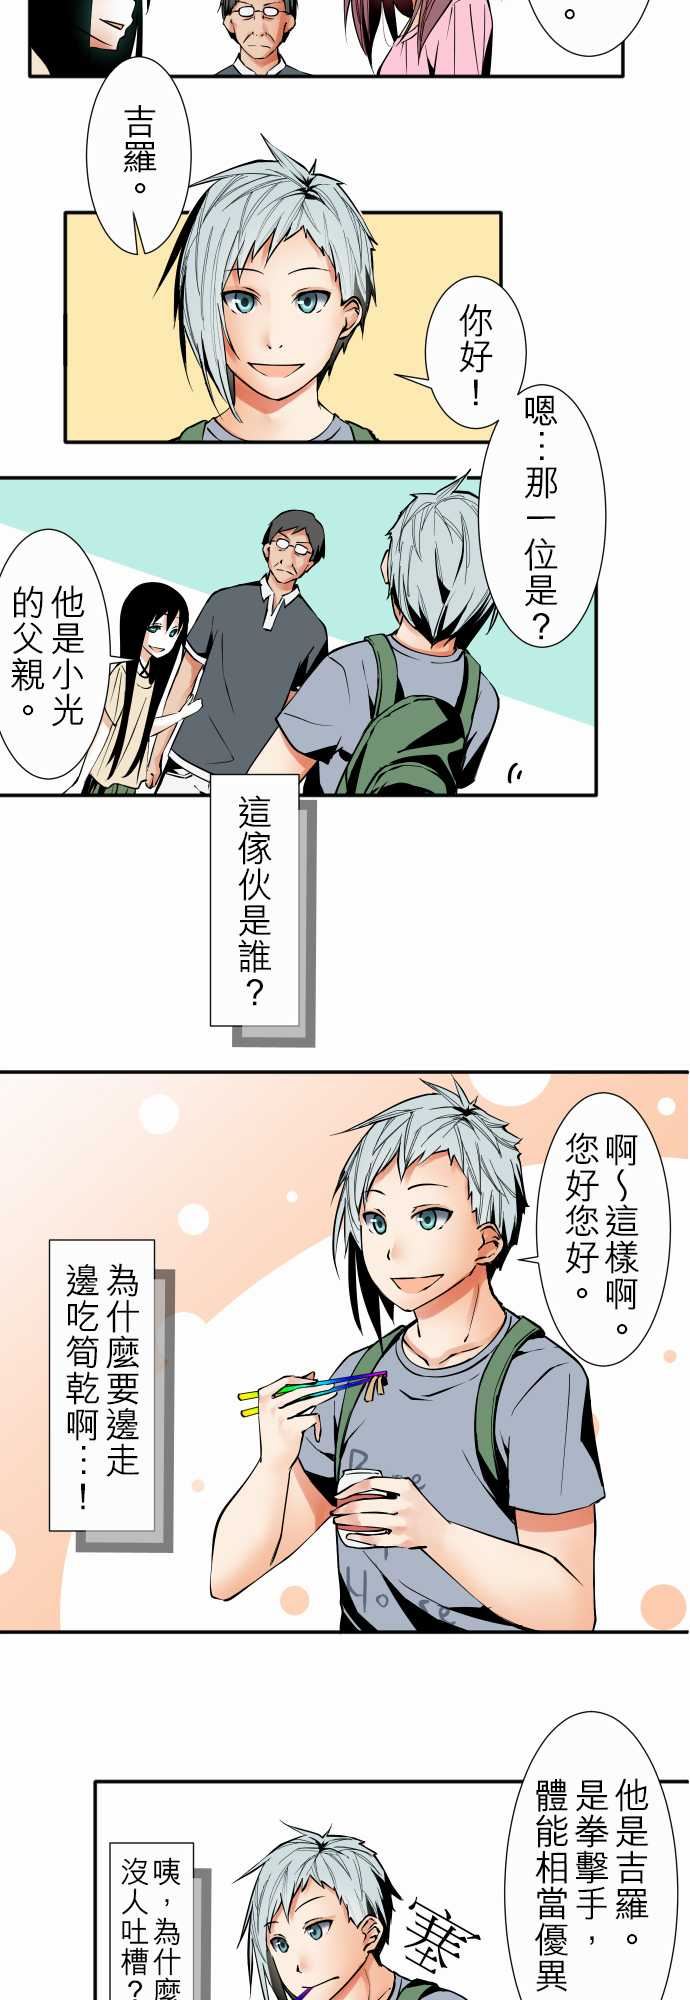 。
吉羅。
你好！
嗯…那一位是？
他是小光
的父親。
這傢伙是誰？
啊～這樣啊。
您好您好。
為什麼要邊走
邊吃筍乾啊…！
他是吉羅。
是拳擊手，
體能相當優異
塞
咦，為什麼
沒人吐槽？